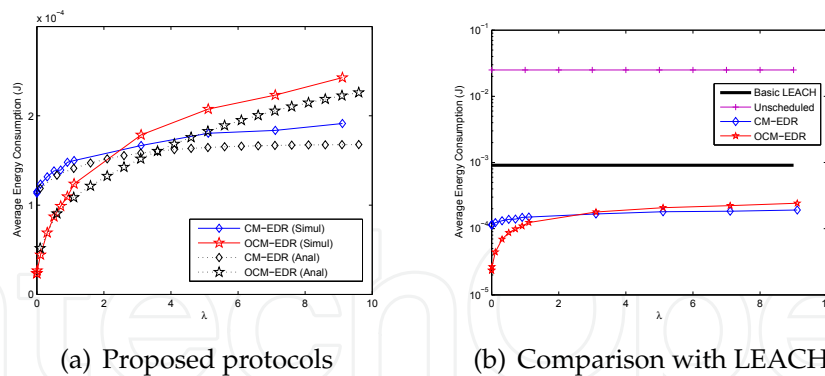 x 10⁻⁴
2
1
0
0 2 4 6 8 10
λ
Average Energy Consumption (J)
CM−EDR (Simul)
OCM−EDR (Simul)
CM−EDR (Anal)
OCM−EDR (Anal)
(a) Proposed protocols
10⁻¹
10⁻²
10⁻³
10⁻⁴
10⁻⁵
0 2 4 6 8
λ
Average Energy Consumption (J)
Basic LEACH
Unscheduled
CM−EDR
OCM−EDR
(b) Comparison with LEACH